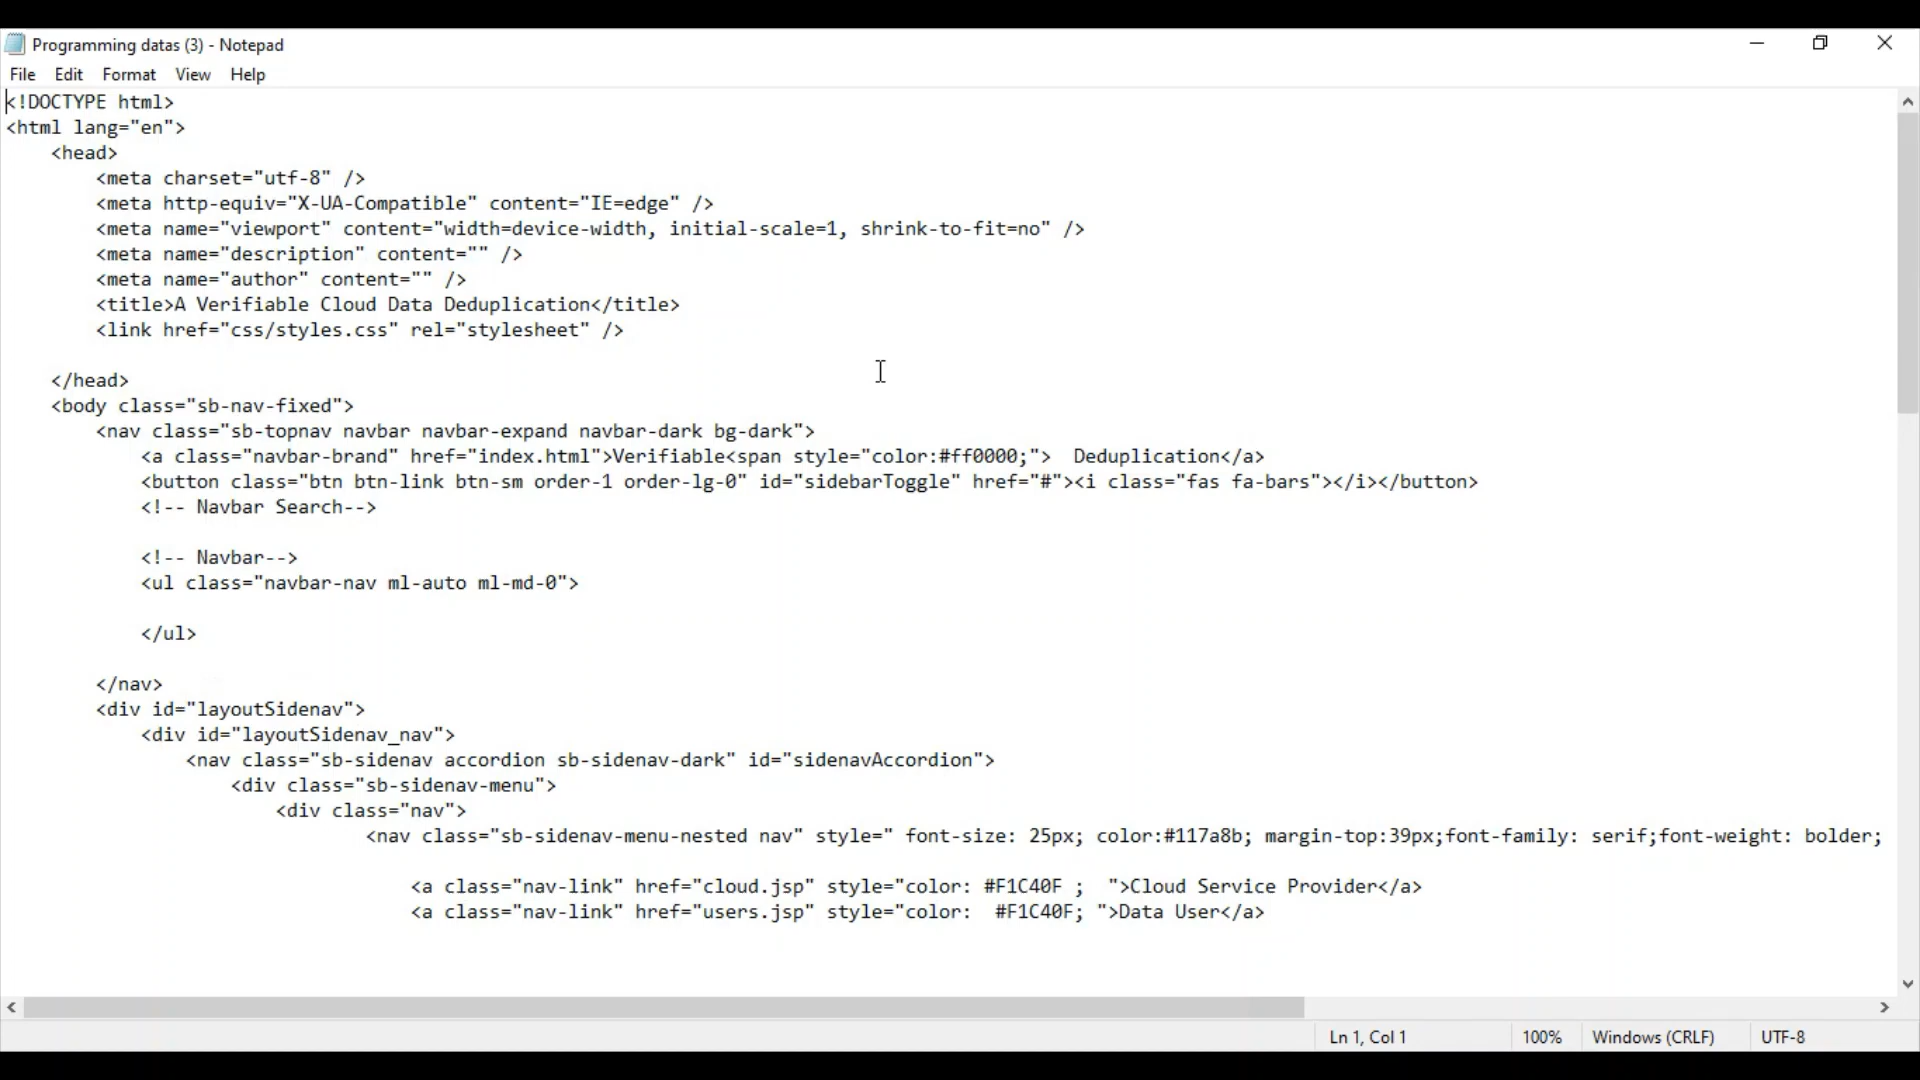 Programming datas (3) - Notepad
File Edit Format View Help
<!DOCTYPE html>
<html lang="en">
    <head>
        <meta charset="utf-8" />
        <meta http-equiv="X-UA-Compatible" content="IE=edge" />
        <meta name="viewport" content="width=device-width, initial-scale=1, shrink-to-fit=no" />
        <meta name="description" content="" />
        <meta name="author" content="" />
        <title>A Verifiable Cloud Data Deduplication</title>
        <link href="css/styles.css" rel="stylesheet" />
    </head>
    <body class="sb-nav-fixed">
        <nav class="sb-topnav navbar navbar-expand navbar-dark bg-dark">
            <a class="navbar-brand" href="index.html">Verifiable<span style="color:#ff0000;">  Deduplication</a>
            <button class="btn btn-link btn-sm order-1 order-lg-0" id="sidebarToggle" href="#"><i class="fas fa-bars"></i></button>
            <!-- Navbar Search-->
            <!-- Navbar-->
            <ul class="navbar-nav ml-auto ml-md-0">
            </ul>
        </nav>
        <div id="layoutSidenav">
            <div id="layoutSidenav_nav">
                <nav class="sb-sidenav accordion sb-sidenav-dark" id="sidenavAccordion">
                    <div class="sb-sidenav-menu">
                        <div class="nav">
                                <nav class="sb-sidenav-menu-nested nav" style=" font-size: 25px; color:#117a8b; margin-top:39px;font-family: serif;font-weight: bolder;
                                    <a class="nav-link" href="cloud.jsp" style="color: #F1C40F ;  ">Cloud Service Provider</a>
                                    <a class="nav-link" href="users.jsp" style="color:  #F1C40F; ">Data User</a>
Ln 1, Col 1 100% Windows (CRLF) UTF-8